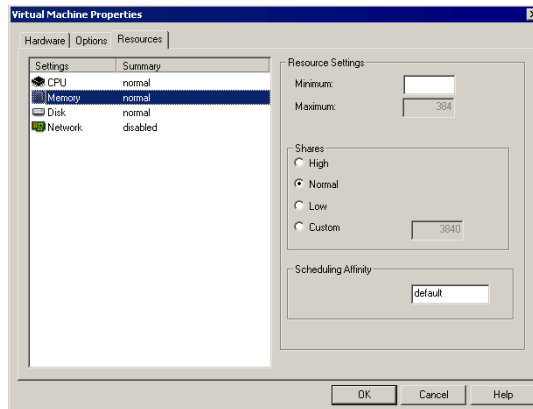 Virtual Machine Properties
Hardware Options Resources
Settings Summary
CPU normal
Memory normal
Disk normal
Network disabled
Resource Settings
Minimum:
Maximum: 384
Shares
High
Normal
Low
Custom 3840
Scheduling Affinity
default
OK Cancel Help